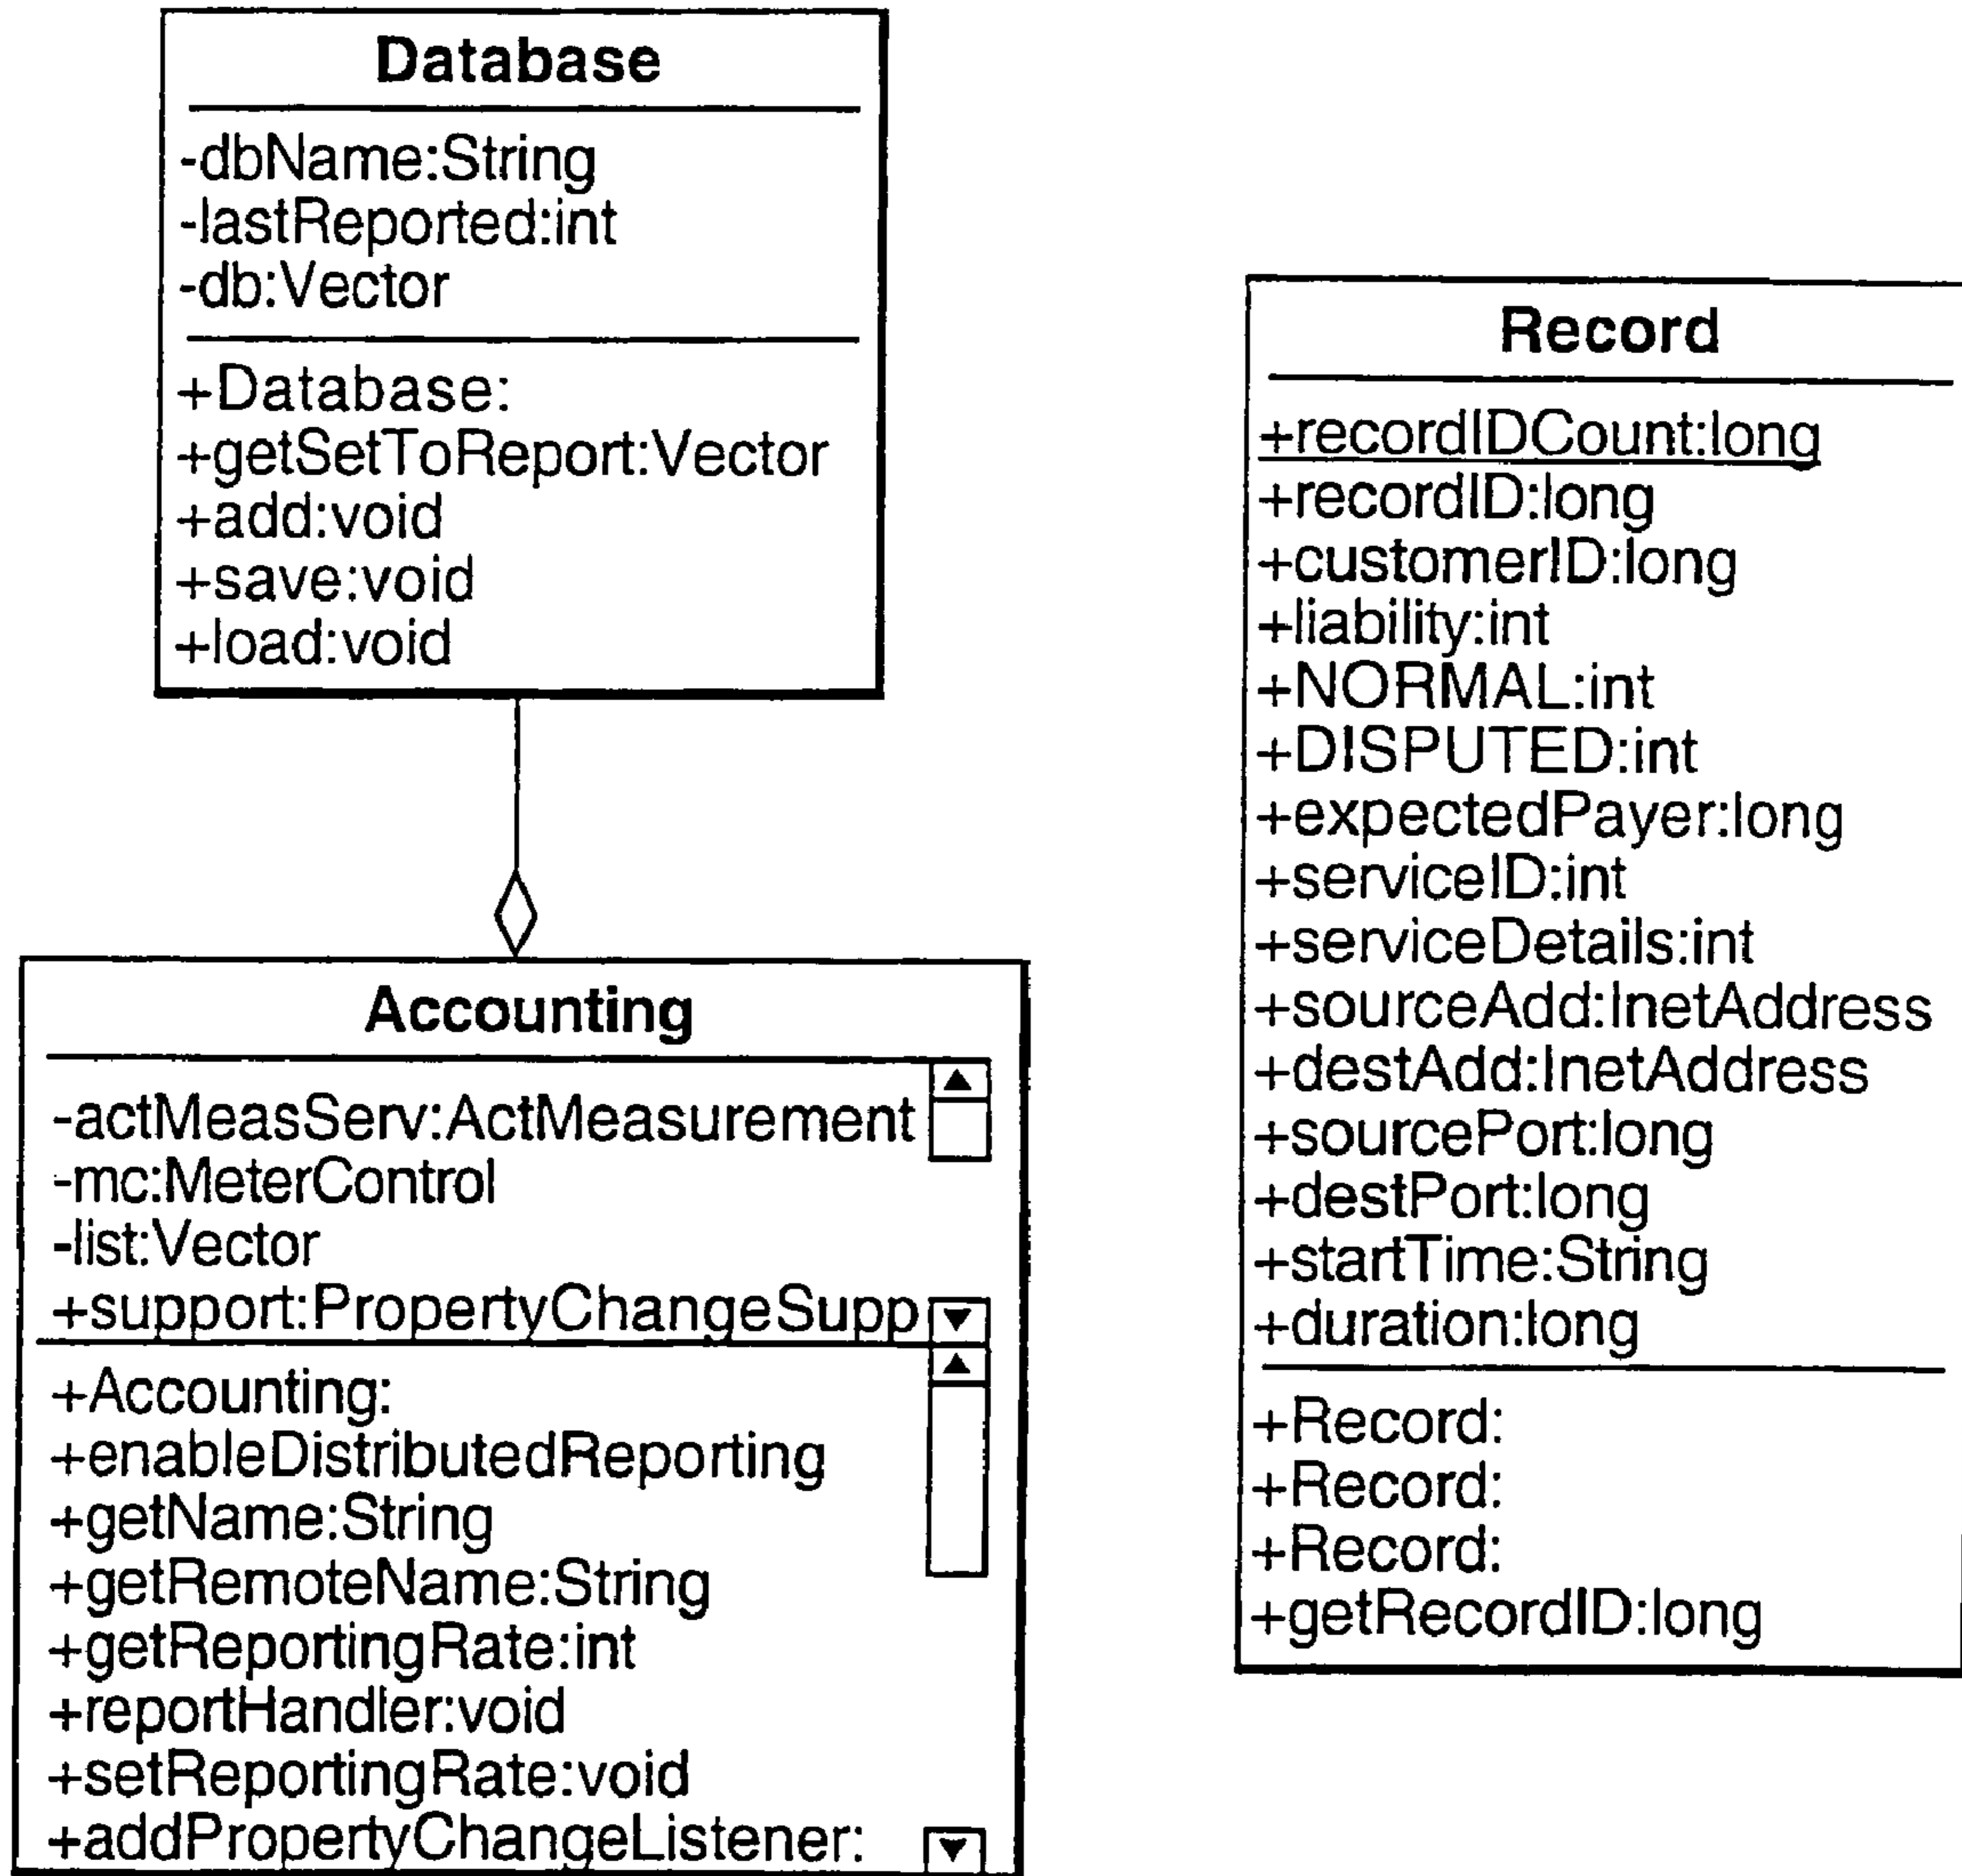 Database
-dbName:String
-lastReported:int
-db:Vector
+Database:
+getSetToReport:Vector
+add:void
+save:void
+load:void
Accounting
-actMeasServ:ActMeasurement
-mc:MeterControl
-list:Vector
+support:PropertyChangeSupp
+Accounting:
+enableDistributedReporting
+getName:String
+getRemoteName:String
+getReportingRate:int
+reportHandler:void
+setReportingRate:void
+addPropertyChangeListener:
Record
+recordIDCount:long
+recordID:long
+customerID:long
+liability:int
+NORMAL:int
+DISPUTED:int
+expectedPayer:long
+serviceID:int
+serviceDetails:int
+sourceAdd:InetAddress
+destAdd:InetAddress
+sourcePort:long
+destPort:long
+startTime:String
+duration:long
+Record:
+Record:
+Record:
+getRecordID:long